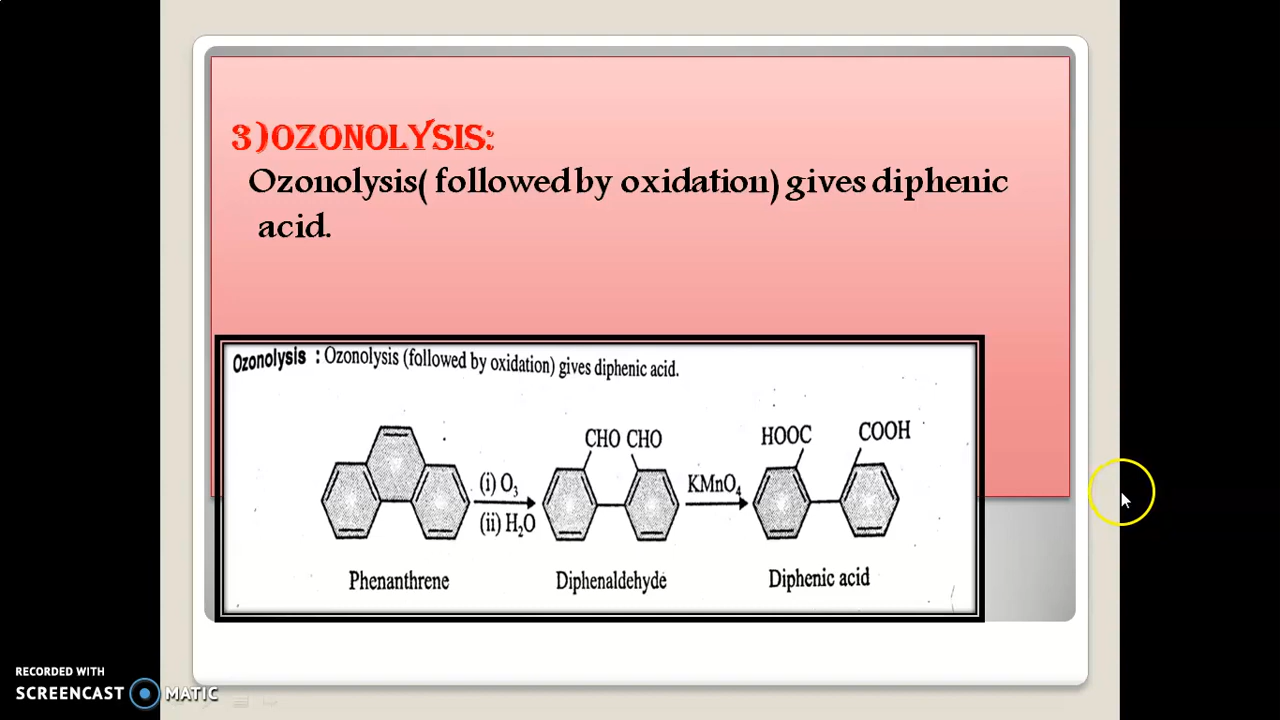 3)OZONOLYSIS:
Ozonolysis( followed by oxidation) gives diphenic
acid.
Ozonolysis : Ozonolysis (followed by oxidation) gives diphenic acid.
CHO CHO
HOOC COOH
(i) O₃
KMnO₄
(ii) H₂O
Phenanthrene Diphenaldehyde Diphenic acid
RECORDED WITH
SCREENCAST MATIC